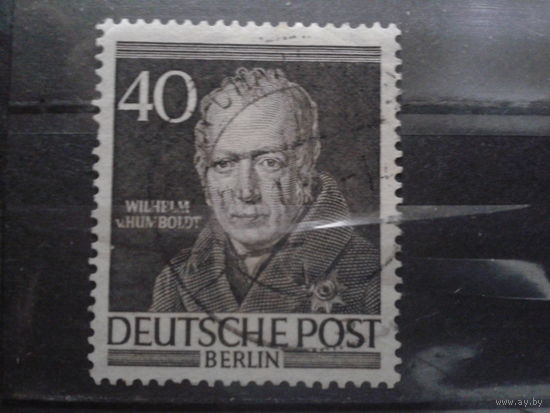 40
WILHELM
v. HUMBOLDT
DEUTSCHE POST
BERLIN
www.ay.by